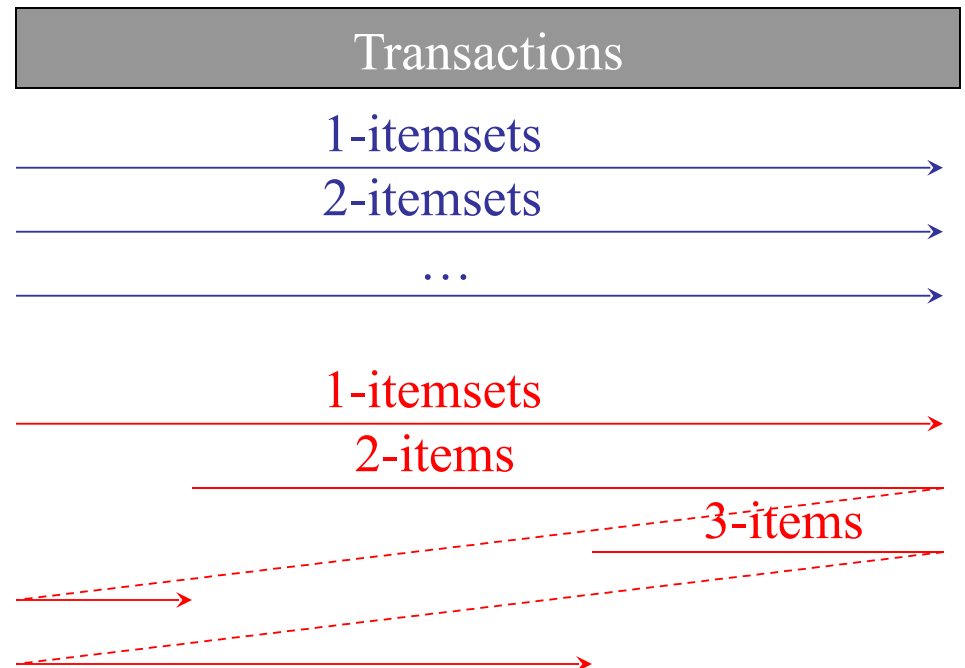 Transactions
1-itemsets
2-itemsets
…
1-itemsets
2-items
3-items